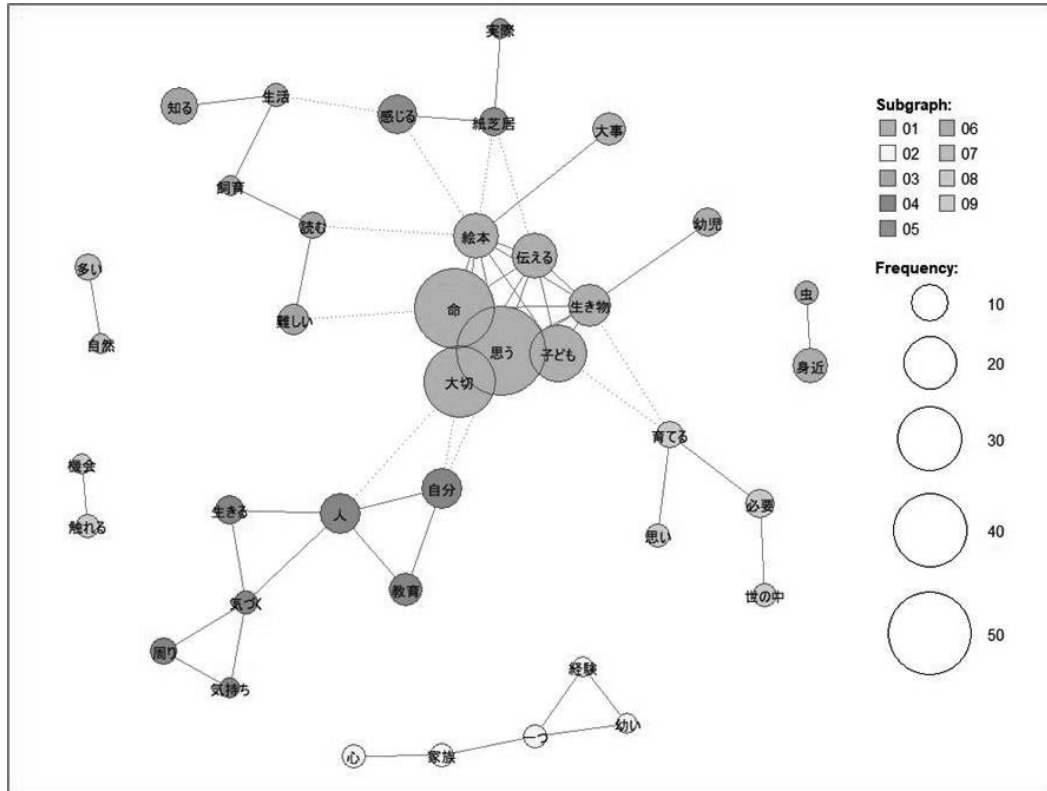 実際
知る
生活
感じる
紙芝居
大事
飼育
読む
絵本
幼児
伝える
多い
自然
難しい
命
生き物
思う
子ども
大切
虫
身近
育てる
機会
触れる
自分
生きる
人
必要
思い
教育
世の中
気づく
周り
気持ち
経験
幼い
一つ
心
家族
Subgraph:
01 06
02 07
03 08
04 09
05
Frequency:
10
20
30
40
50